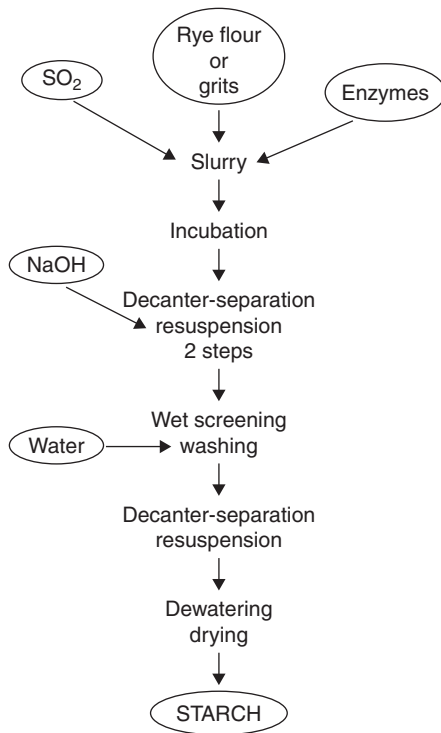 Rye flour
or
grits
SO₂
Enzymes
Slurry
Incubation
NaOH
Decanter-separation
resuspension
2 steps
Wet screening
washing
Water
Decanter-separation
resuspension
Dewatering
drying
STARCH